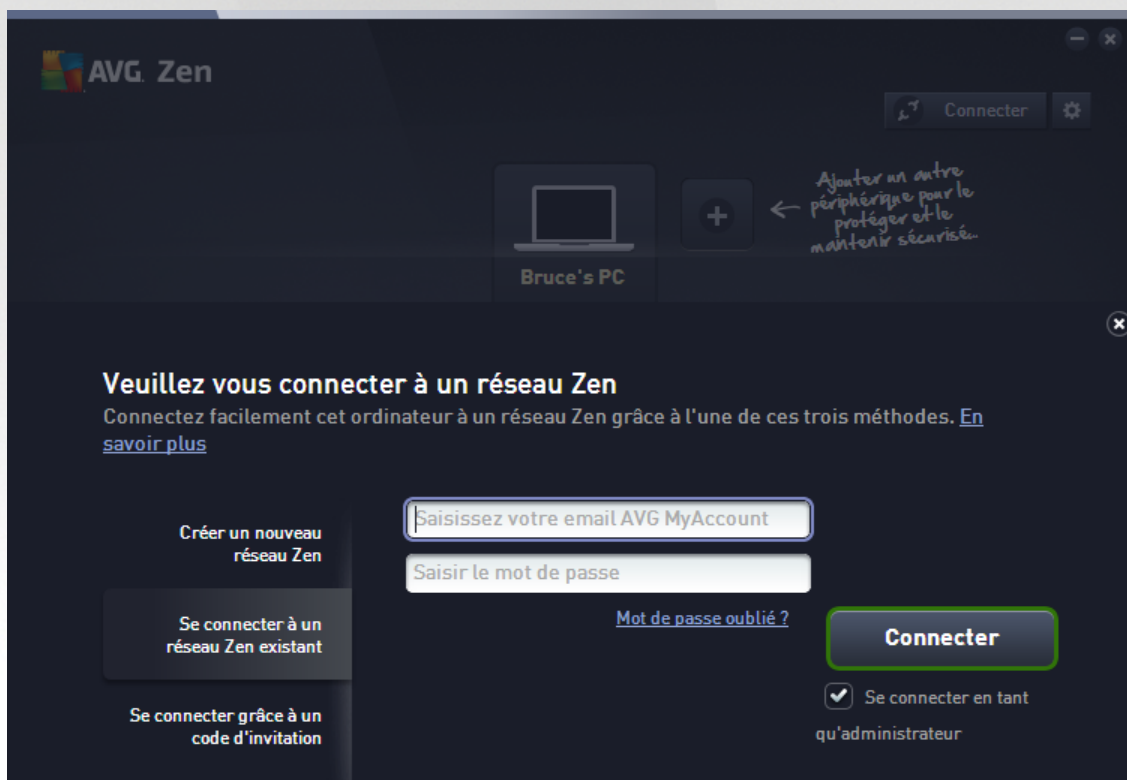 AVG. Zen
Connecter
Ajouter un autre
périphérique pour le
protéger et le
maintenir sécurisé...
Bruce's PC
Veuillez vous connecter à un réseau Zen
Connectez facilement cet ordinateur à un réseau Zen grâce à l'une de ces trois méthodes. En
savoir plus
Créer un nouveau
réseau Zen
Se connecter à un
réseau Zen existant
Se connecter grâce à un
code d'invitation
Saisissez votre email AVG MyAccount
Saisir le mot de passe
Mot de passe oublié ?
Connecter
Se connecter en tant
qu'administrateur